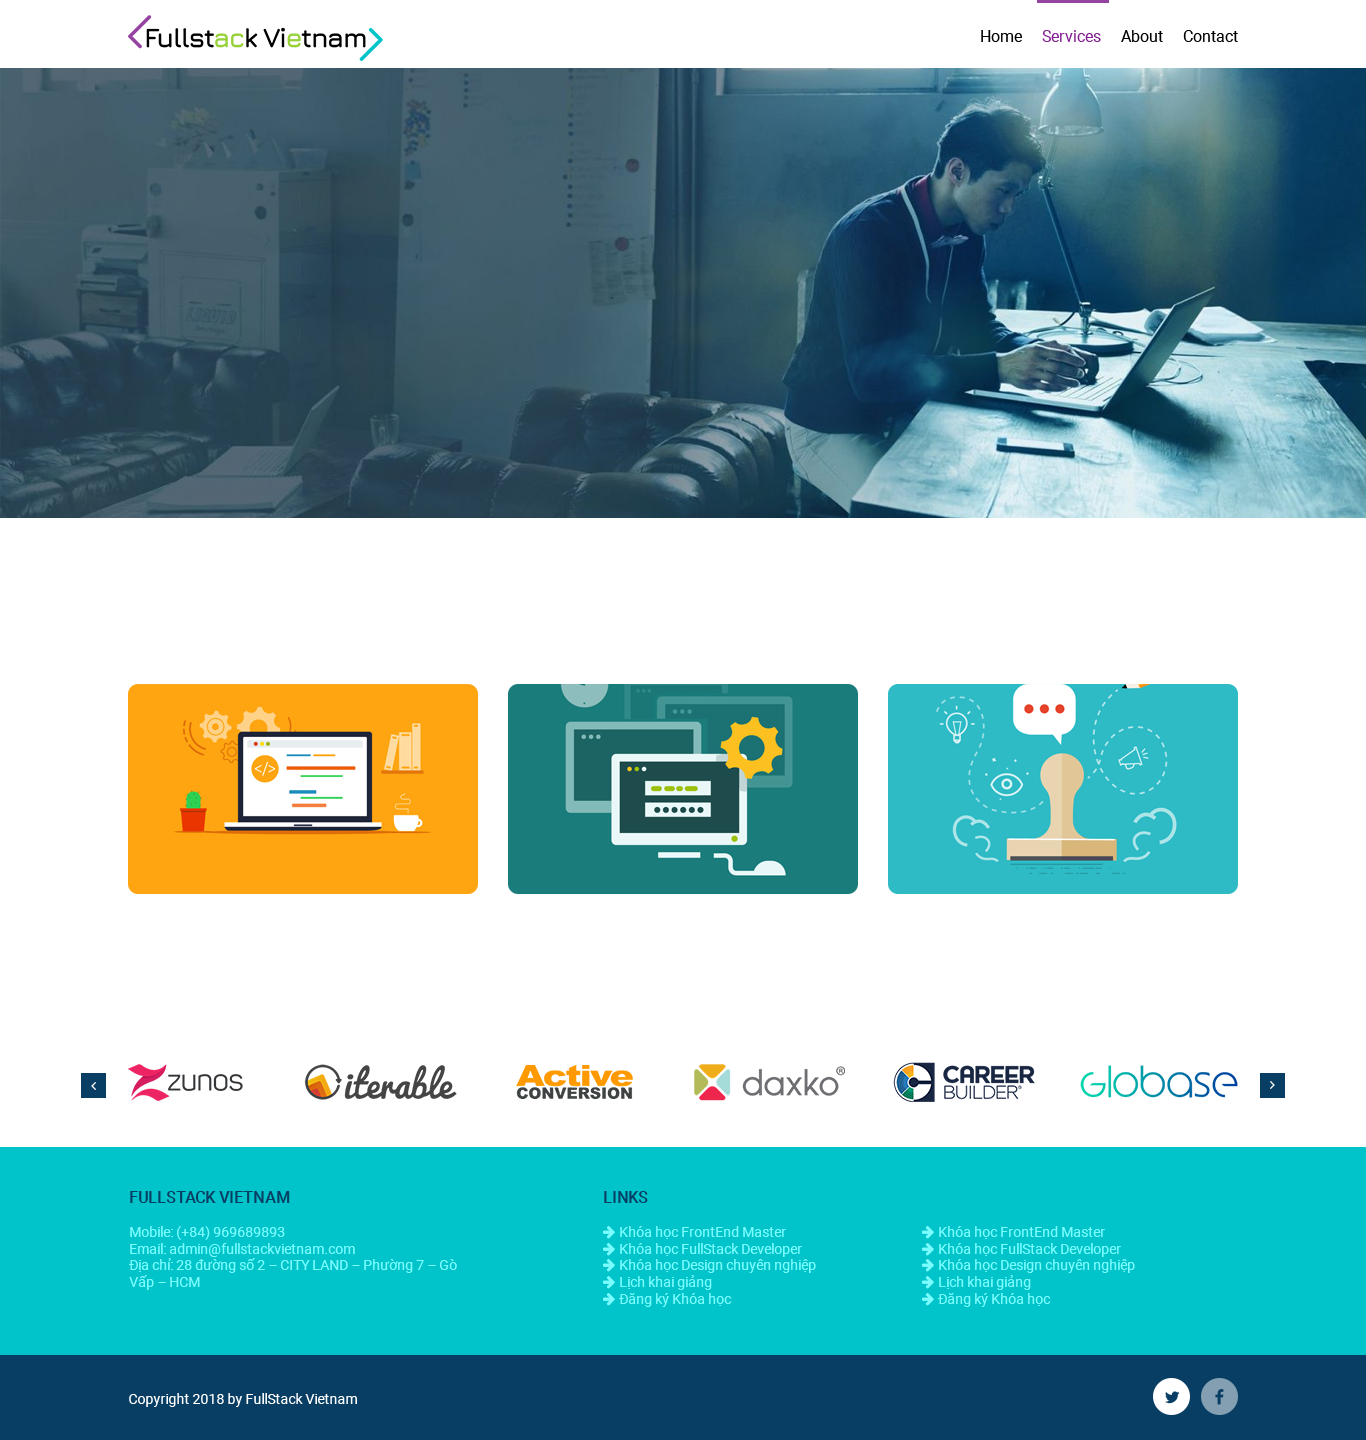 Fullstack Vietnam
Home
Services
About
Contact
</>
zunos
iterable
Active
CONVERSION
daxko®
CAREER
BUILDER®
Globase
FULLSTACK VIETNAM
Mobile: (+84) 969689893
Email: admin@fullstackvietnam.com
Địa chỉ: 28 đường số 2 – CITY LAND – Phường 7 – Gò
Vấp – HCM
LINKS
Khóa học FrontEnd Master
Khóa học FullStack Developer
Khóa học Design chuyên nghiệp
Lịch khai giảng
Đăng ký Khóa học
Khóa học FrontEnd Master
Khóa học FullStack Developer
Khóa học Design chuyên nghiệp
Lịch khai giảng
Đăng ký Khóa học
Copyright 2018 by FullStack Vietnam